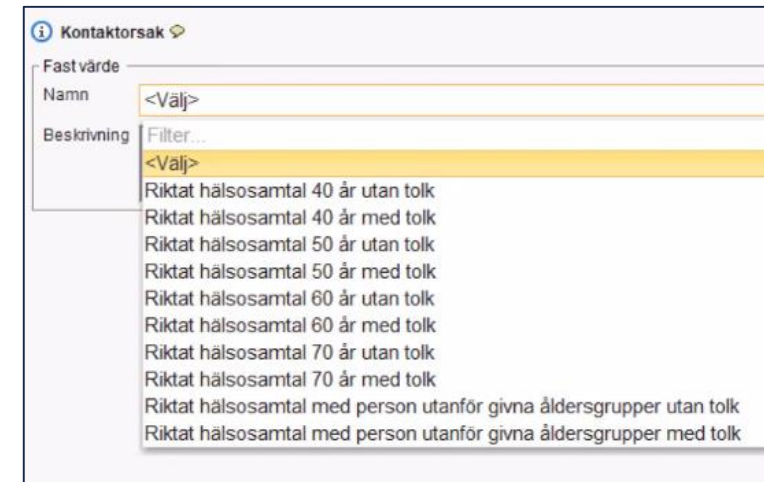 Kontaktorsak
Fast värde
Namn <Välj>
Beskrivning Filter...
<Välj>
Riktat hälsosamtal 40 år utan tolk
Riktat hälsosamtal 40 år med tolk
Riktat hälsosamtal 50 år utan tolk
Riktat hälsosamtal 50 år med tolk
Riktat hälsosamtal 60 år utan tolk
Riktat hälsosamtal 60 år med tolk
Riktat hälsosamtal 70 år utan tolk
Riktat hälsosamtal 70 år med tolk
Riktat hälsosamtal med person utanför givna åldersgrupper utan tolk
Riktat hälsosamtal med person utanför givna åldersgrupper med tolk